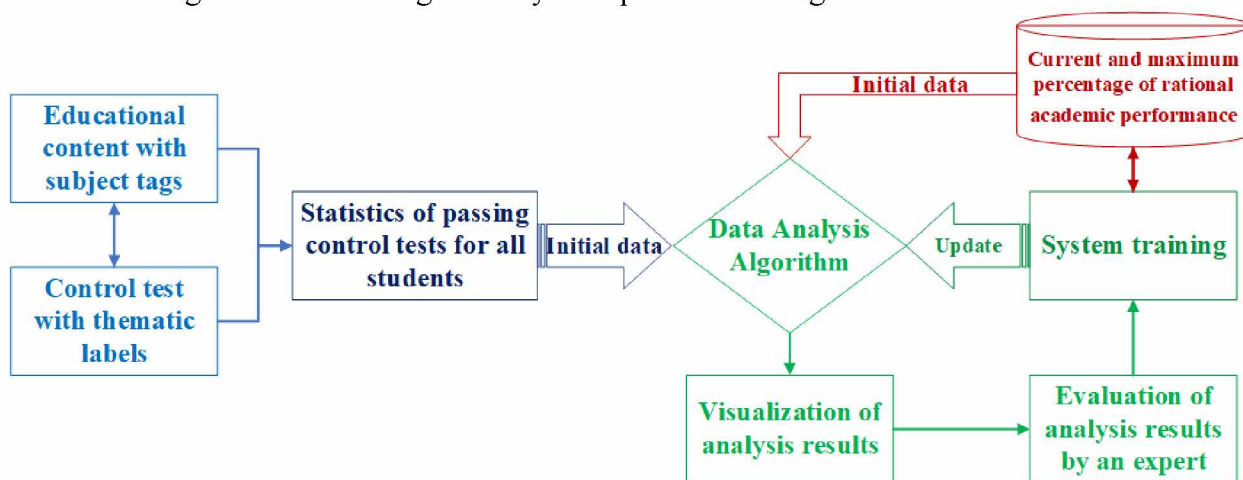 Educational
content with
subject tags
Control test
with thematic
labels
Statistics of passing
control tests for all
students
Initial data
Data Analysis
Algorithm
Initial data
Current and maximum
percentage of rational
academic performance
Update
System training
Visualization of
analysis results
Evaluation of
analysis results
by an expert